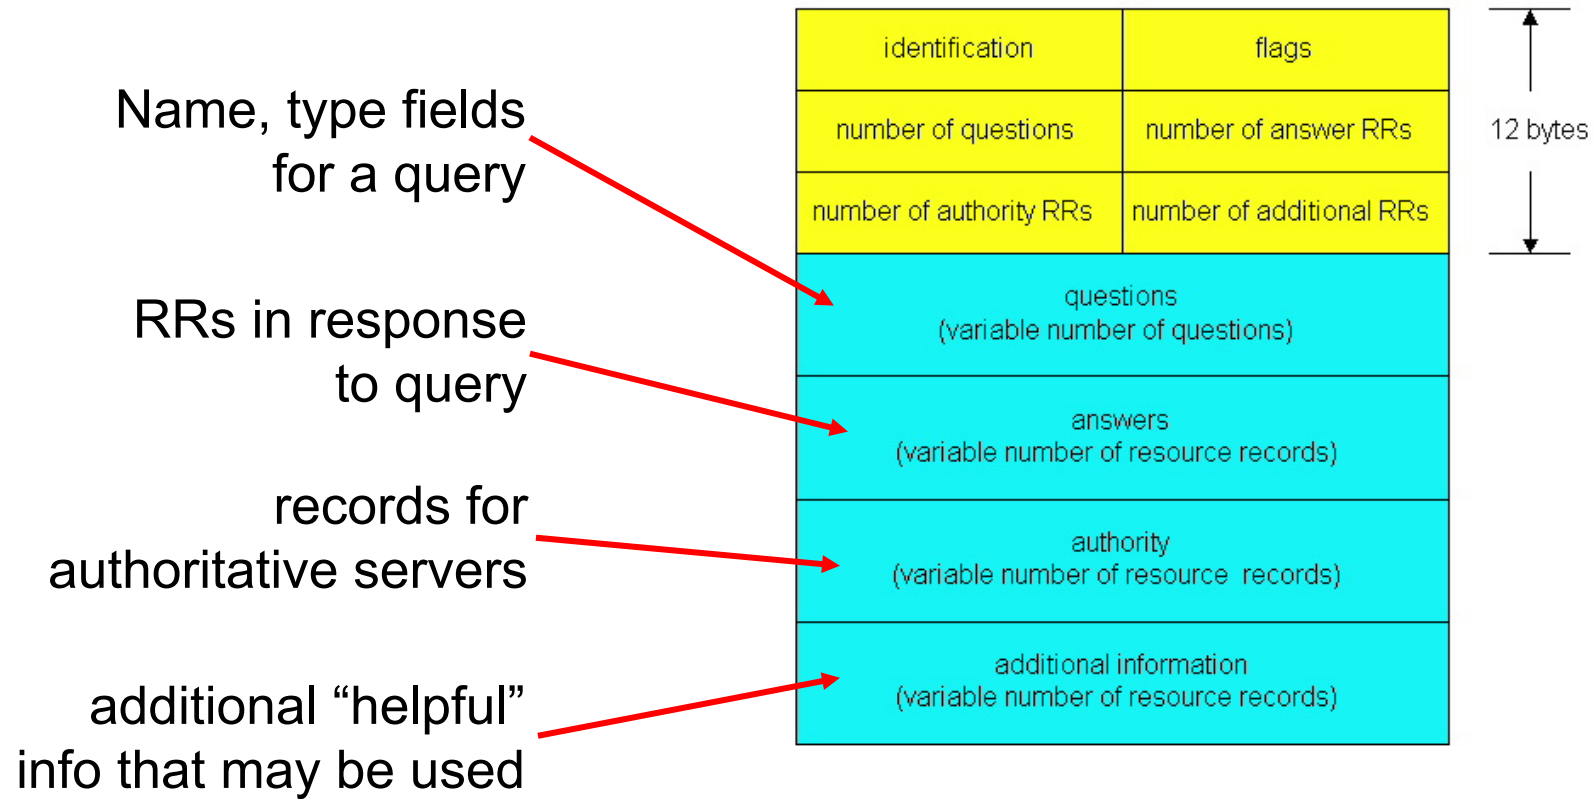 identification
flags
number of questions
number of answer RRs
12 bytes
number of authority RRs
number of additional RRs
Name, type fields
for a query
questions
(variable number of questions)
RRs in response
to query
answers
(variable number of resource records)
records for
authoritative servers
authority
(variable number of resource records)
additional “helpful”
info that may be used
additional information
(variable number of resource records)